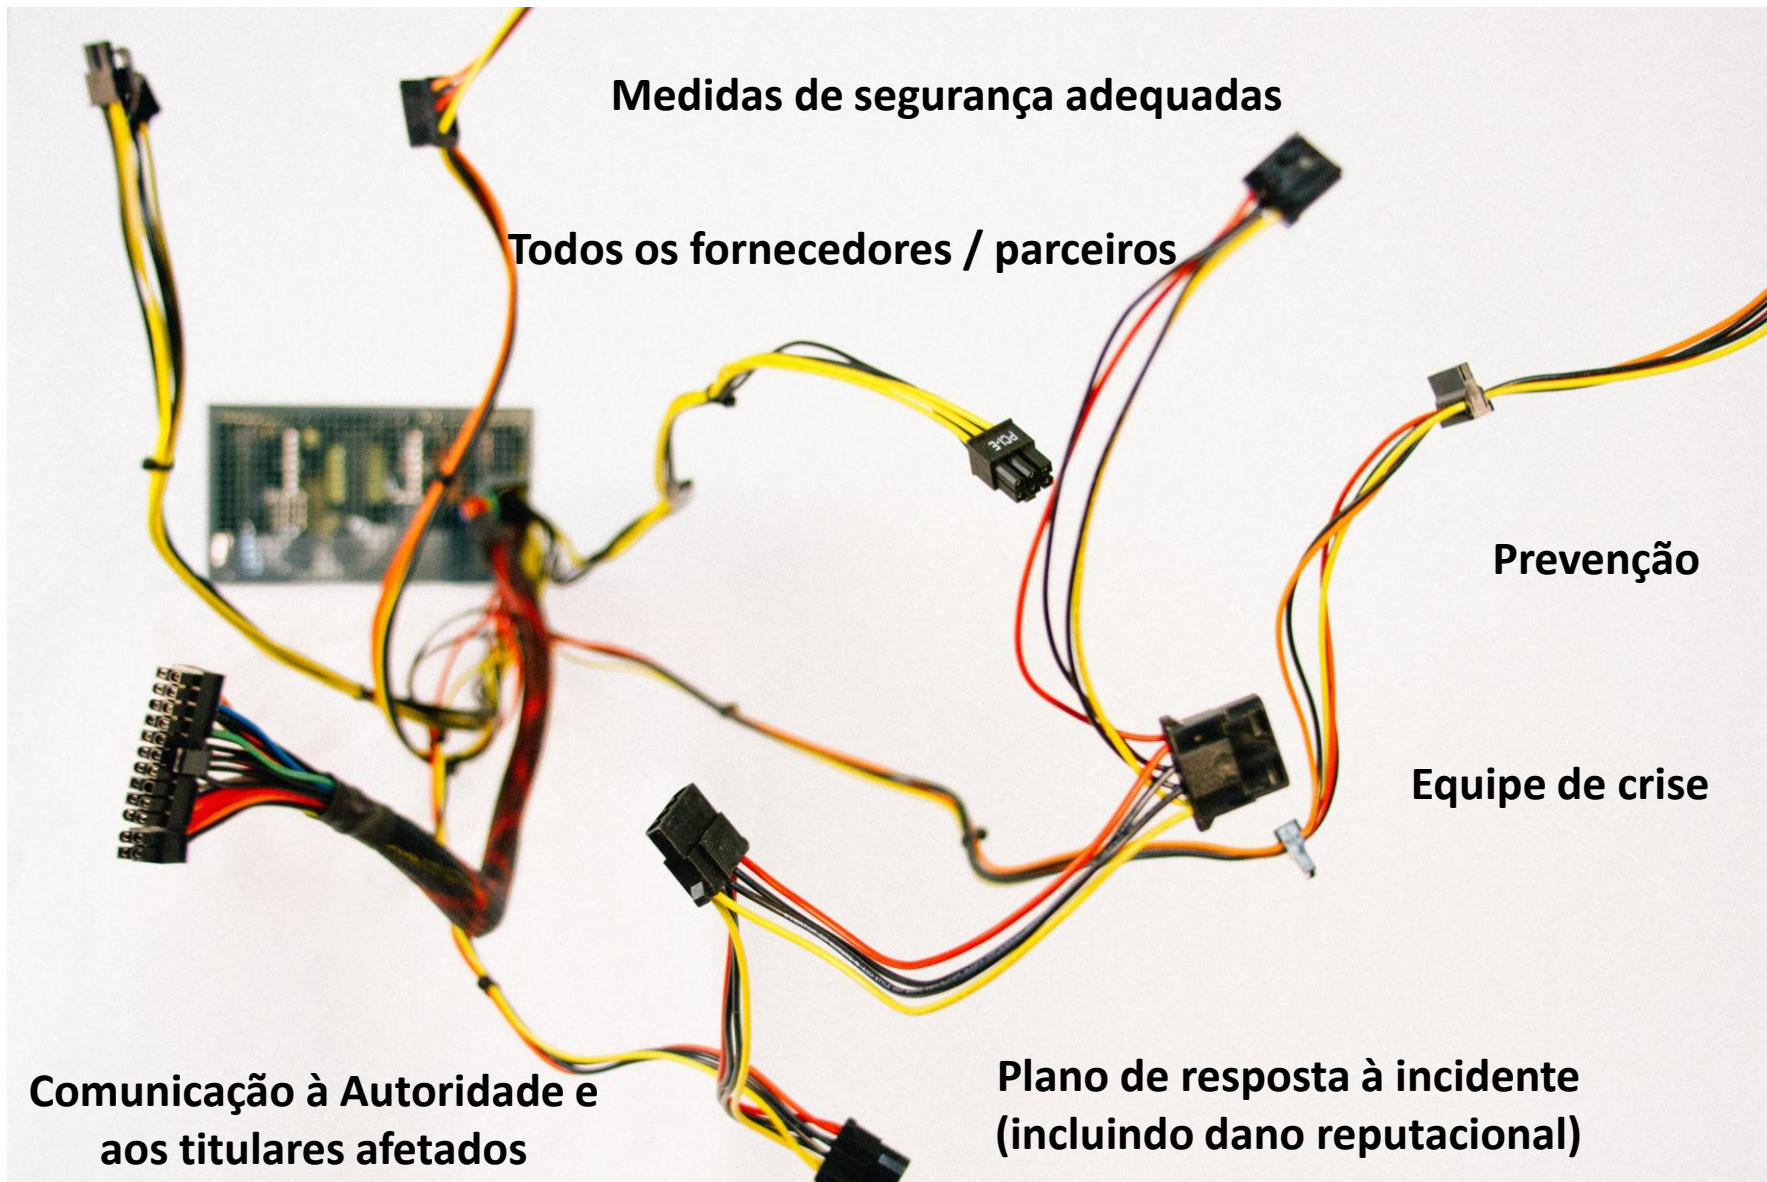 Medidas de segurança adequadas
Todos os fornecedores / parceiros
PCI-E
Prevenção
Equipe de crise
Comunicação à Autoridade e
aos titulares afetados
Plano de resposta à incidente
(incluindo dano reputacional)